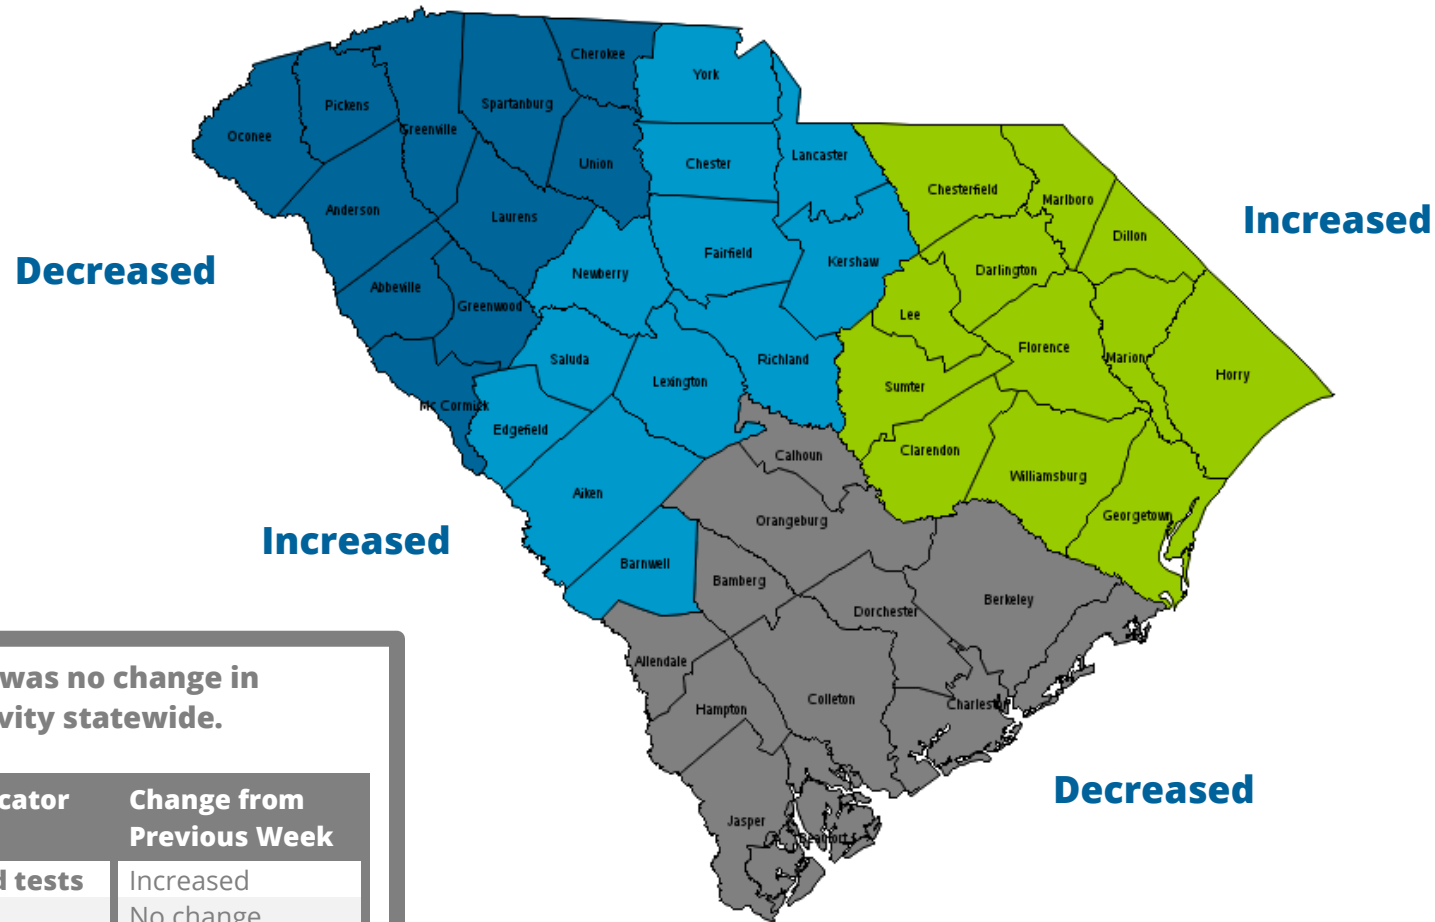 Cherokee
York
Pickens
Spartanburg
Greenville
Oconee
Union
Chester
Lancaster
Chesterfield
Marlboro
Anderson
Laurens
Dillon
Increased
Fairfield
Kershaw
Darlington
Decreased
Newberry
Abbeville
Greenwood
Lee
Florence
Marion
Saluda
Richland
Horry
Lexington
Sumter
Mc Cormick
Edgefield
Clarendon
Calhoun
Williamsburg
Aiken
Georgetown
Orangeburg
Increased
Barnwell
Bamberg
Berkeley
Dorchester
Allendale
was no change in
vity statewide.
Colleton
Charleston
Hampton
Decreased
cator
Change from
Previous Week
Jasper
Beaufort
d tests
Increased
No change